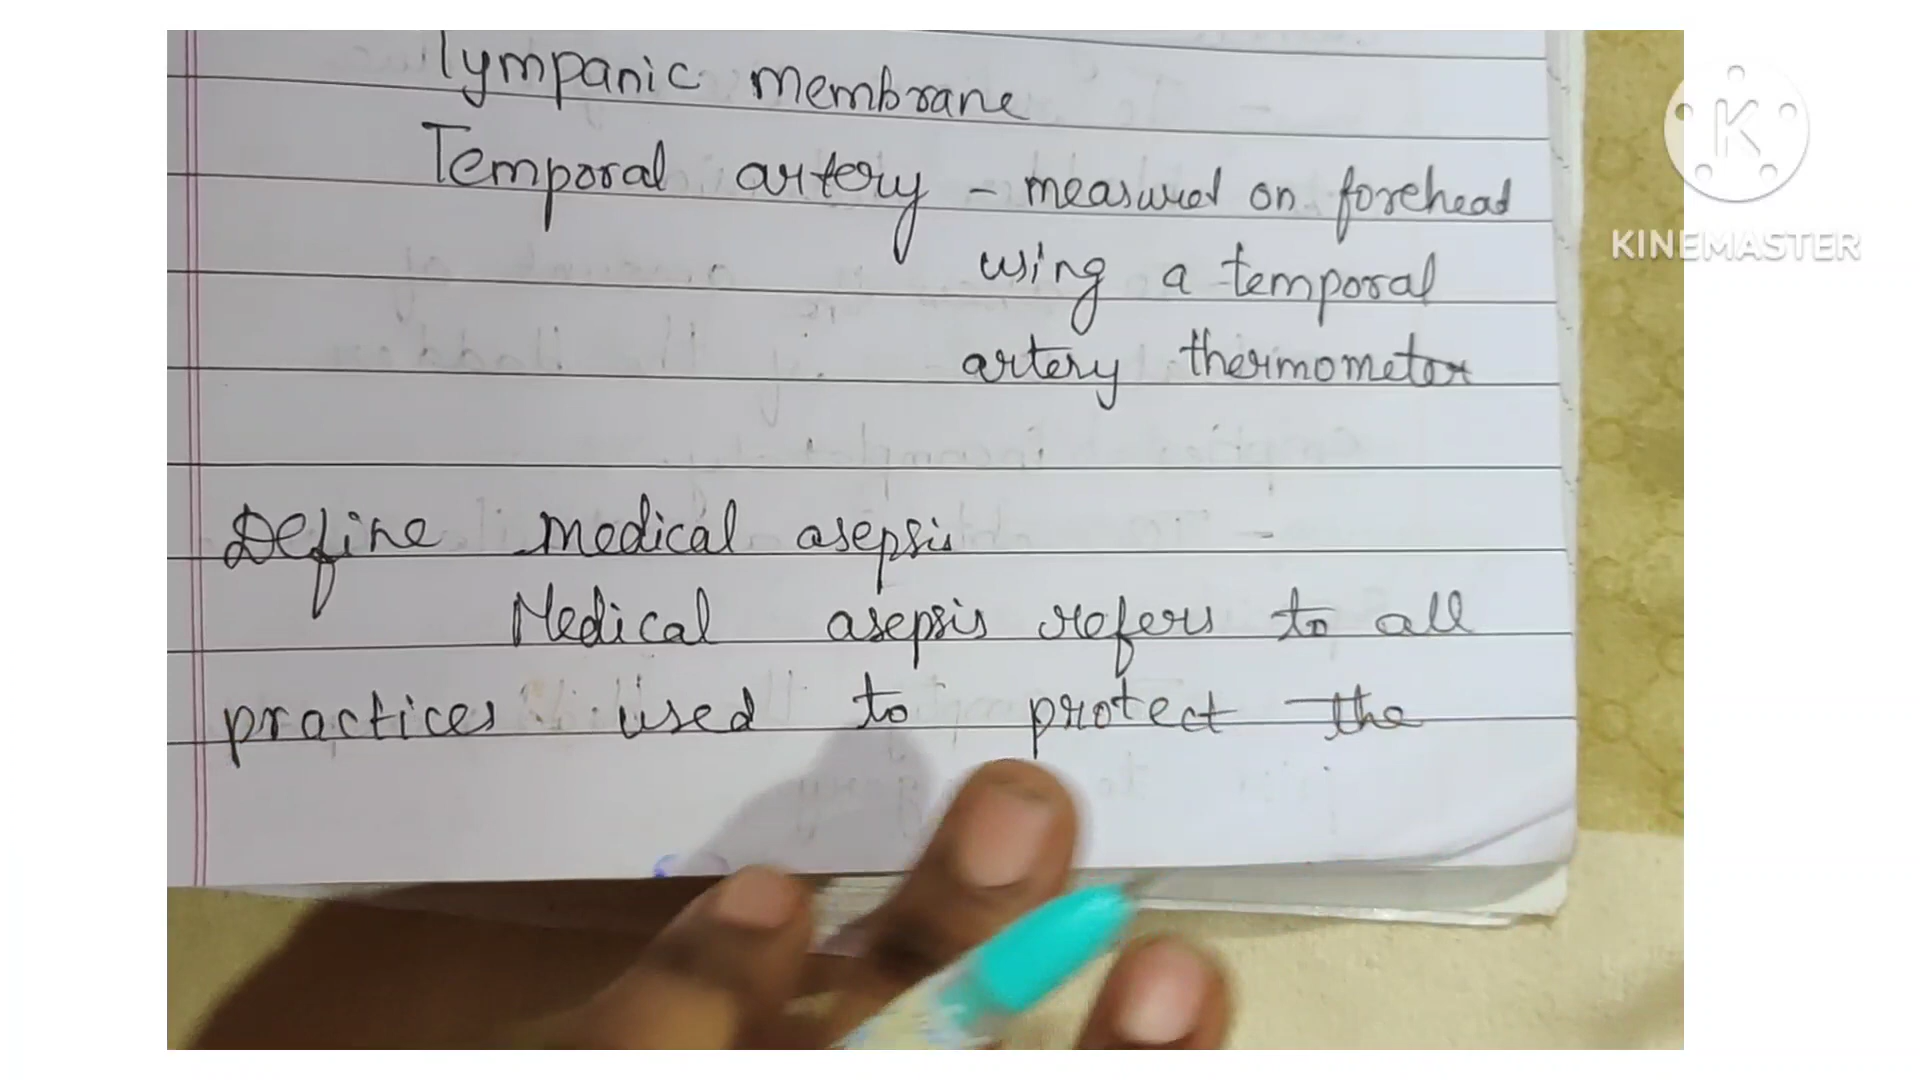 Tympanic membrane
Temporal artery - measured on forehead
using a temporal
artery thermometer
Define medical asepsis
Medical asepsis refers to all
practices used to protect the
K
KINEMASTER